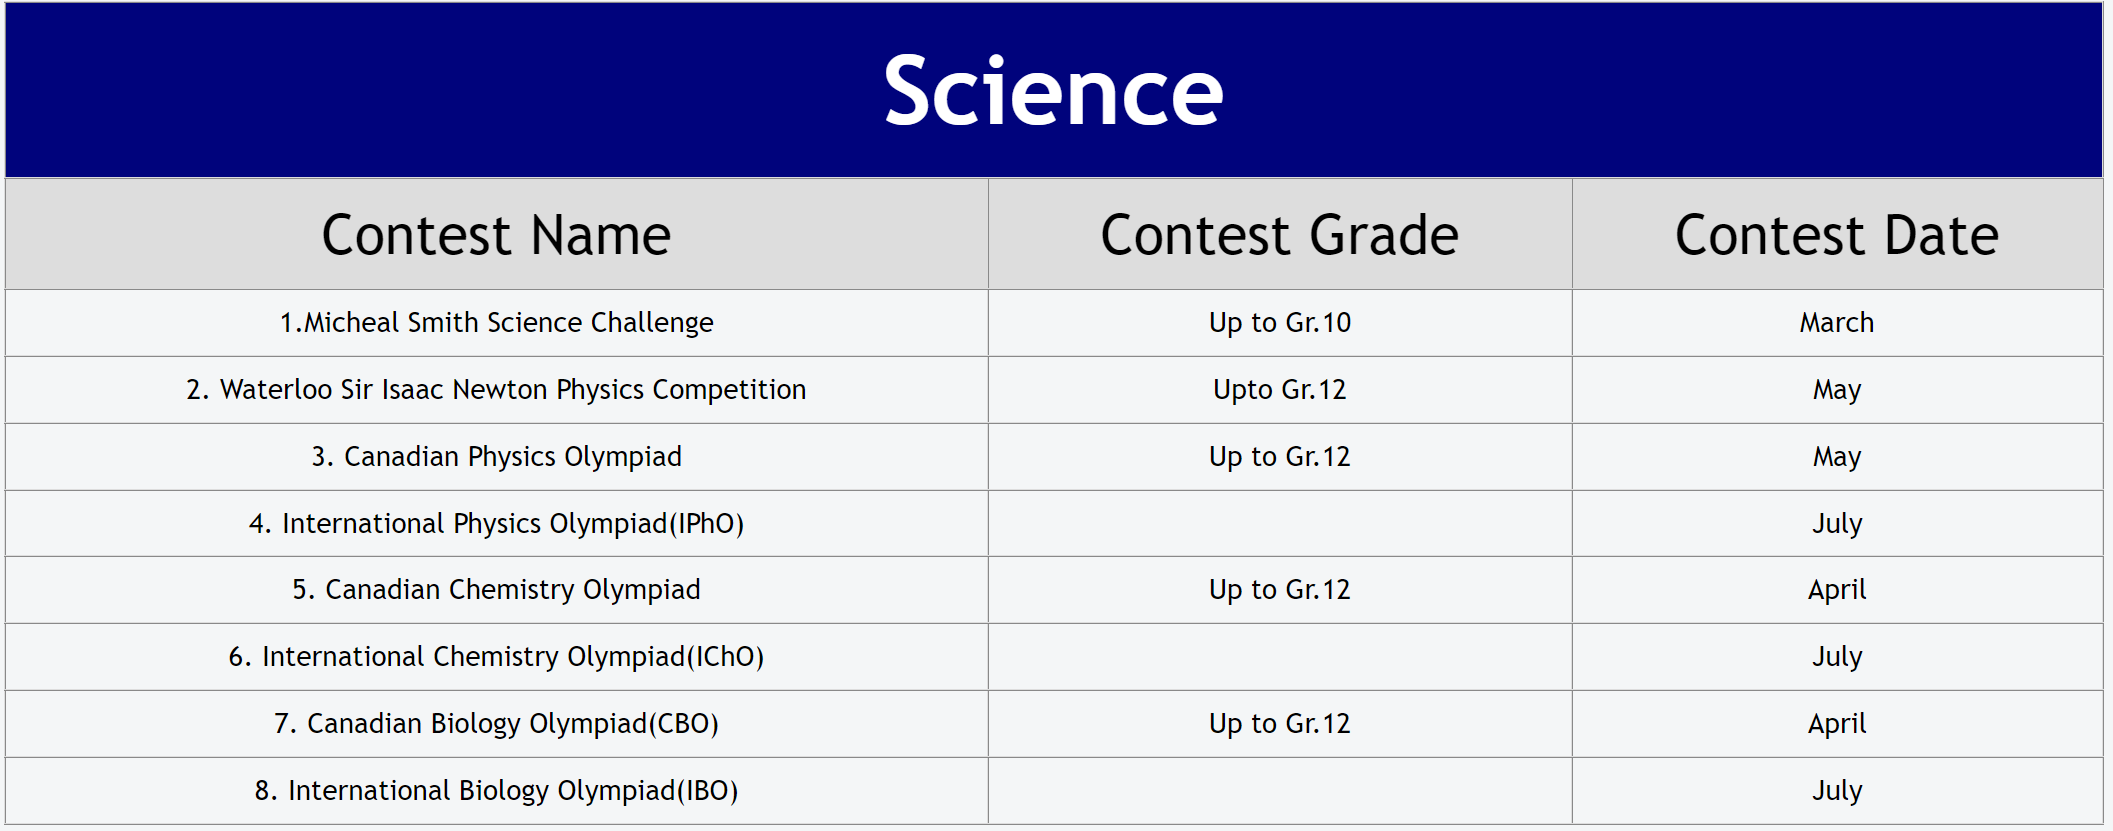 Science
Contest Name Contest Grade Contest Date
1.Micheal Smith Science Challenge Up to Gr.10 March
2. Waterloo Sir Isaac Newton Physics Competition Upto Gr.12 May
3. Canadian Physics Olympiad Up to Gr.12 May
4. International Physics Olympiad(IPhO) July
5. Canadian Chemistry Olympiad Up to Gr.12 April
6. International Chemistry Olympiad(IChO) July
7. Canadian Biology Olympiad(CBO) Up to Gr.12 April
8. International Biology Olympiad(IBO) July